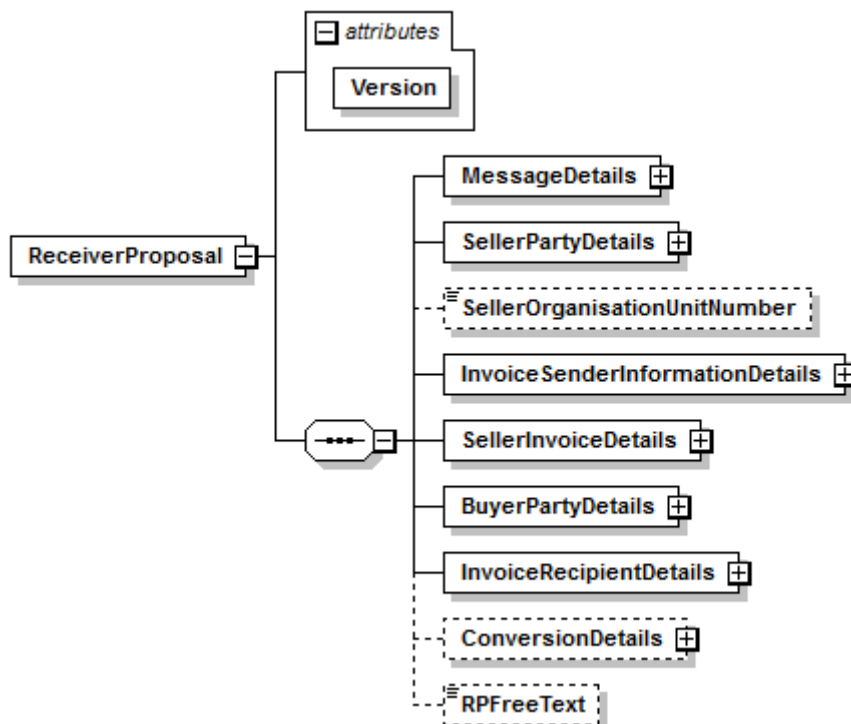 attributes
Version
MessageDetails
SellerPartyDetails
ReceiverProposal
SellerOrganisationUnitNumber
InvoiceSenderInformationDetails
SellerInvoiceDetails
BuyerPartyDetails
InvoiceRecipientDetails
ConversionDetails
RPFreeText